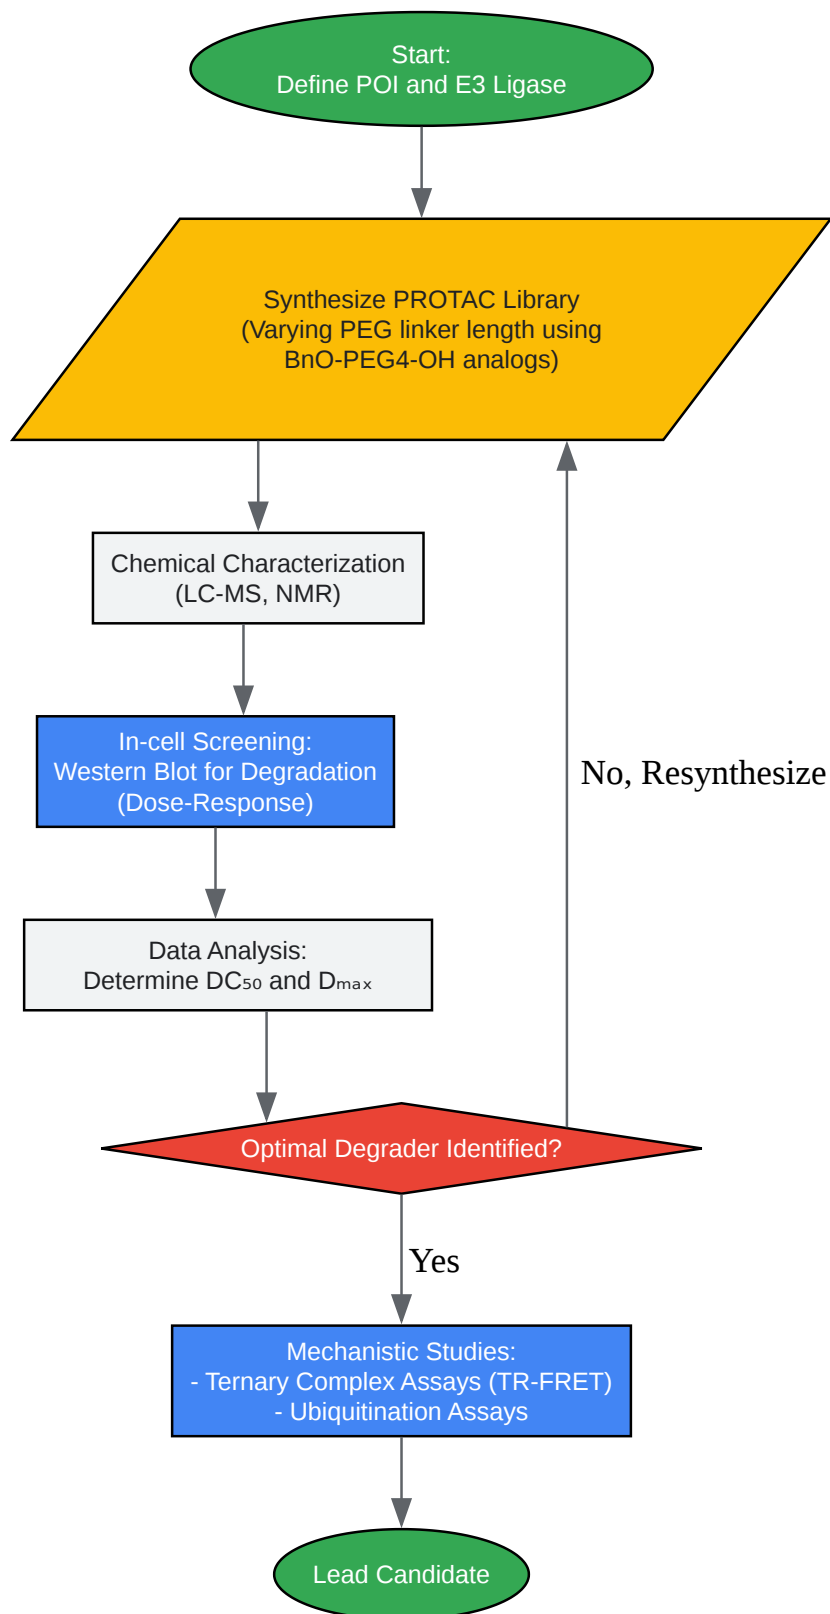 Start:
Define POI and E3 Ligase
Synthesize PROTAC Library
(Varying PEG linker length using
BnO-PEG4-OH analogs)
Chemical Characterization
(LC-MS, NMR)
In-cell Screening:
Western Blot for Degradation
(Dose-Response)
No, Resynthesize
Data Analysis:
Determine DC₅₀ and Dₘₐₓ
Optimal Degrader Identified?
Yes
Mechanistic Studies:
- Ternary Complex Assays (TR-FRET)
- Ubiquitination Assays
Lead Candidate